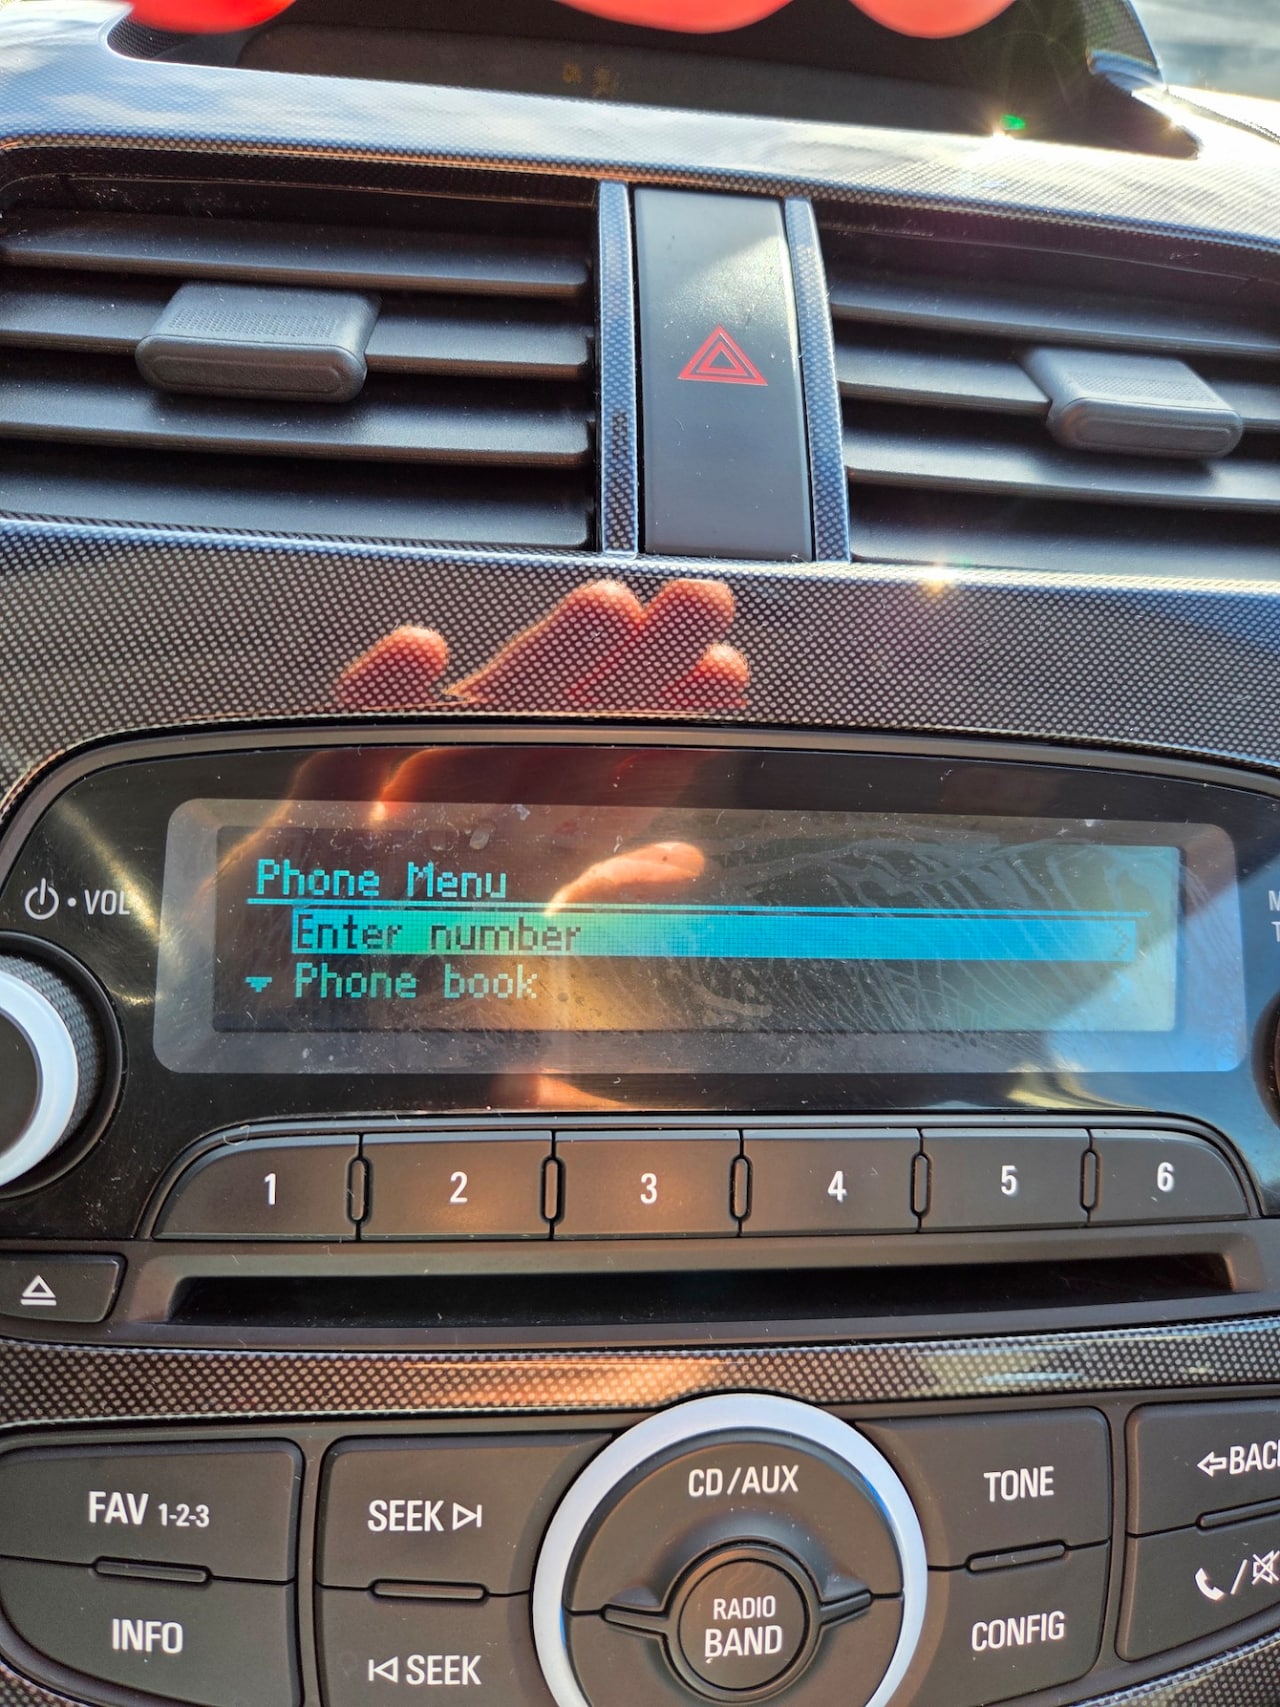 VOL
Phone Menu
Enter number
Phone book
1 2 3 4 5 6
CD/AUX
FAV 1-2-3
SEEK
TONE
BACK
RADIO
BAND
INFO
SEEK
CONFIG